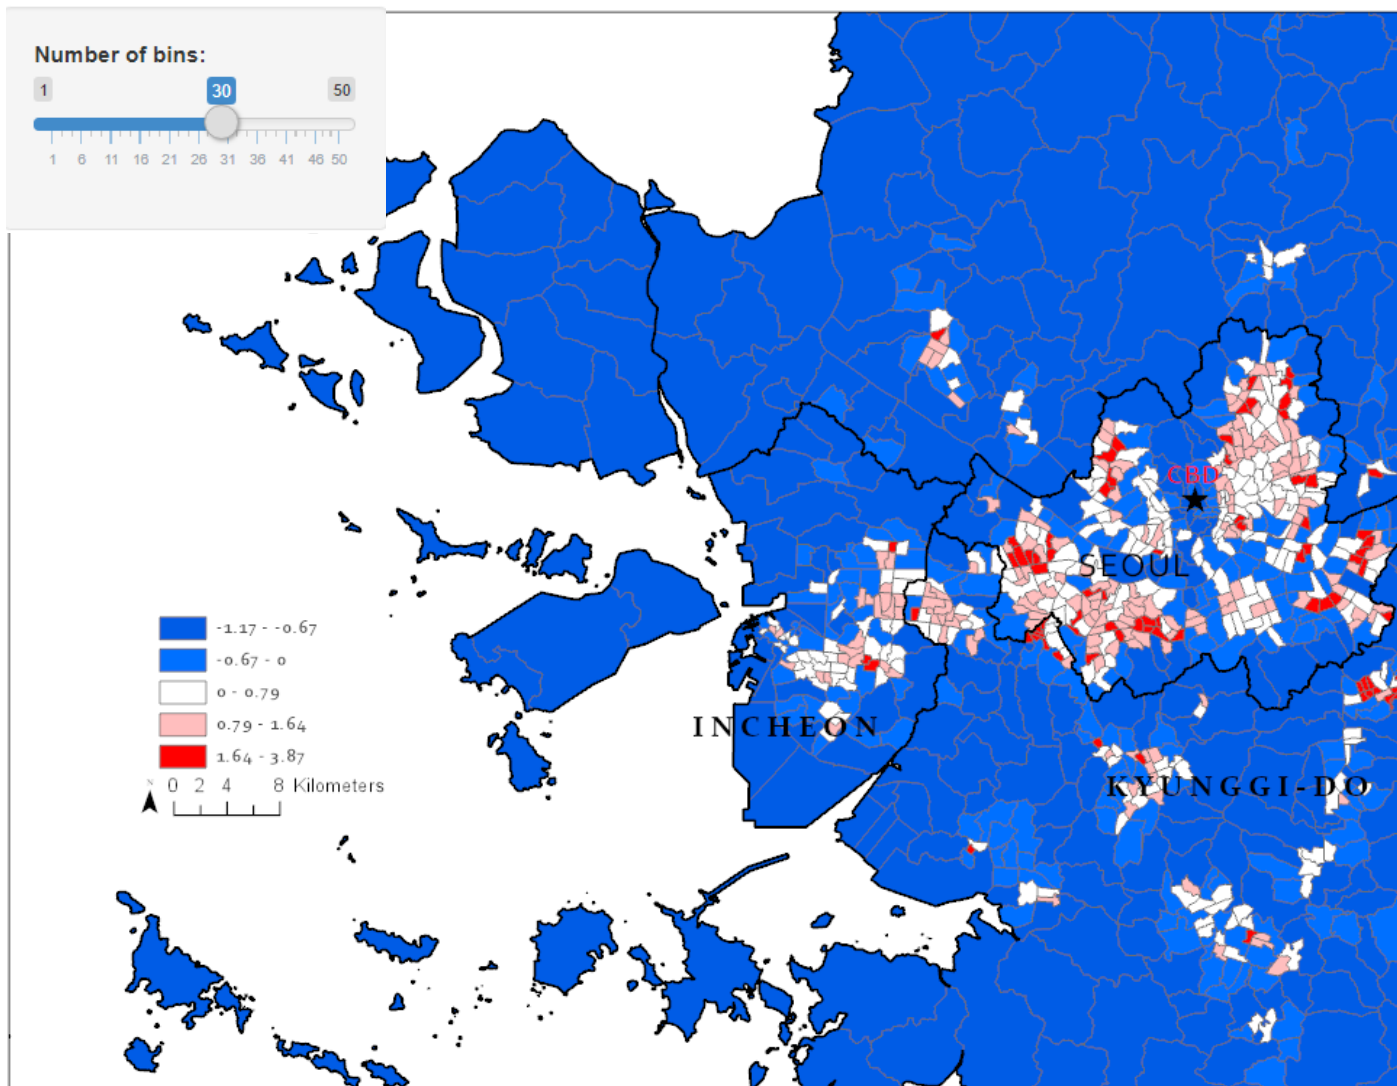 Number of bins:
1 30 50
1 6 11 16 21 26 31 36 41 46 50
CBD
SEOUL
-1.17 - -0.67
-0.67 - 0
0 - 0.79
0.79 - 1.64
1.64 - 3.87
INCHEON
KYUNGGI-DO
N
0 2 4 8 Kilometers